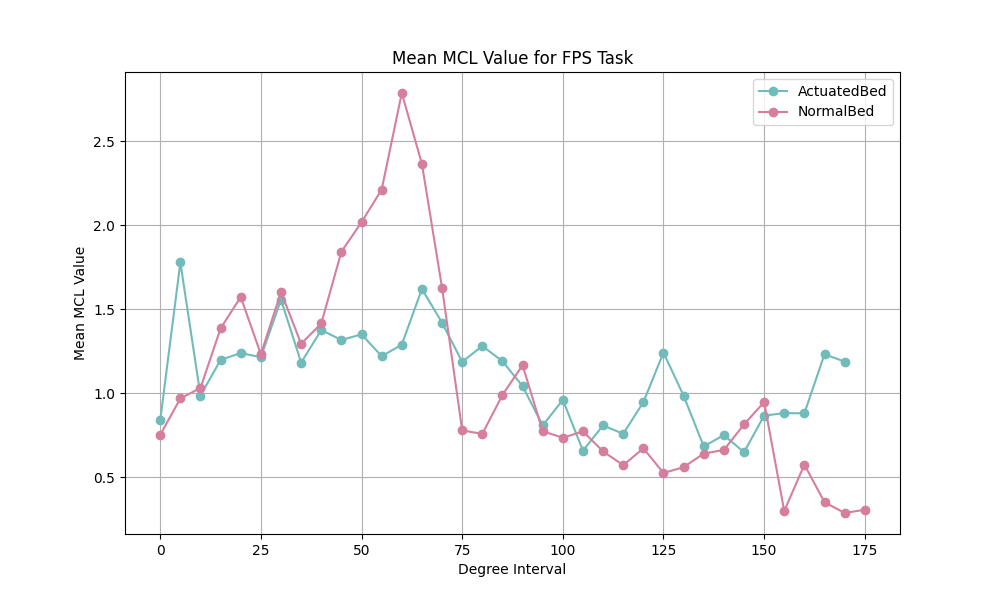 Mean MCL Value for FPS Task
ActuatedBed
NormalBed
Mean MCL Value
2.5
2.0
1.5
1.0
0.5
0 25 50 75 100 125 150 175
Degree Interval